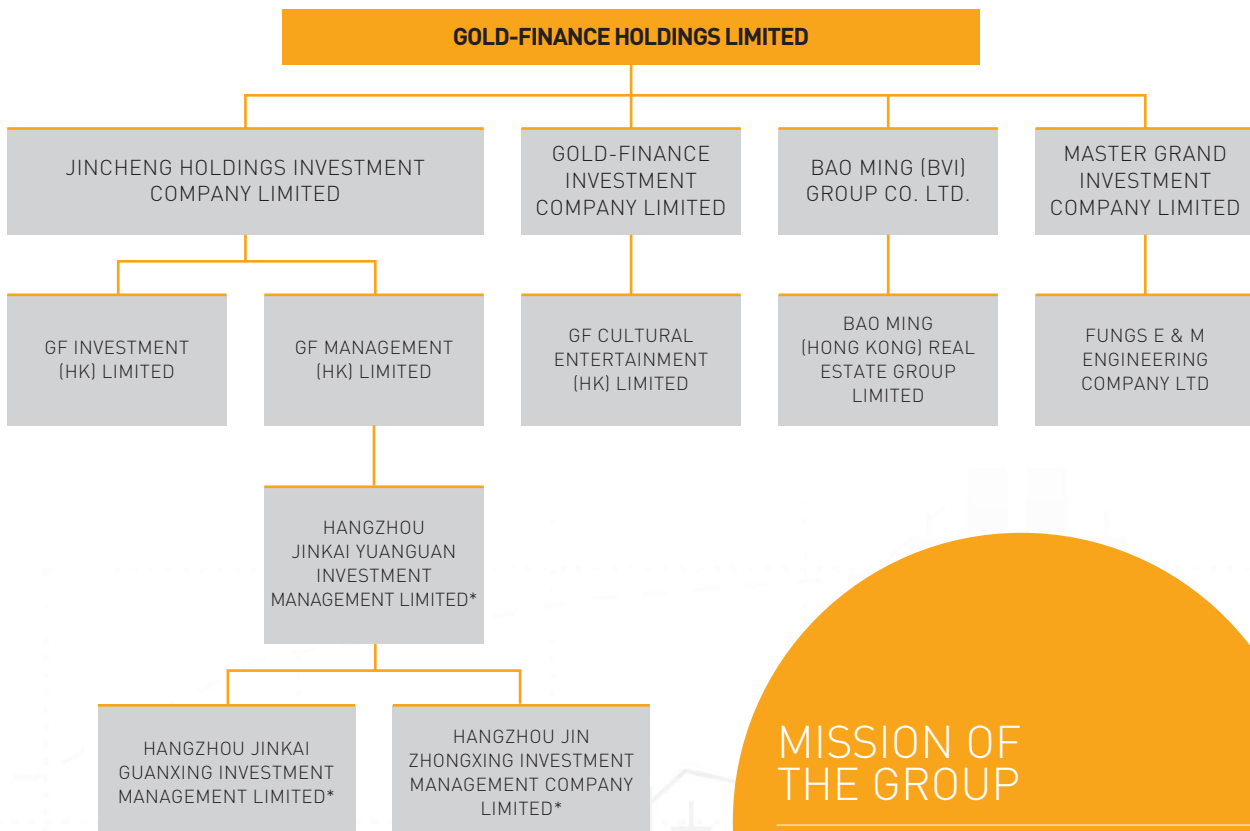 GOLD-FINANCE HOLDINGS LIMITED
JINCHENG HOLDINGS INVESTMENT
COMPANY LIMITED
GOLD-FINANCE
INVESTMENT
COMPANY LIMITED
BAO MING (BVI)
GROUP CO. LTD.
MASTER GRAND
INVESTMENT
COMPANY LIMITED
GF INVESTMENT
(HK) LIMITED
GF MANAGEMENT
(HK) LIMITED
GF CULTURAL
ENTERTAINMENT
(HK) LIMITED
BAO MING
(HONG KONG) REAL
ESTATE GROUP
LIMITED
FUNGS E & M
ENGINEERING
COMPANY LTD
HANGZHOU
JINKAI YUANGUAN
INVESTMENT
MANAGEMENT LIMITED*
HANGZHOU JINKAI
GUANXING INVESTMENT
MANAGEMENT LIMITED*
HANGZHOU JIN
ZHONGXING INVESTMENT
MANAGEMENT COMPANY
LIMITED*
MISSION OF
THE GROUP